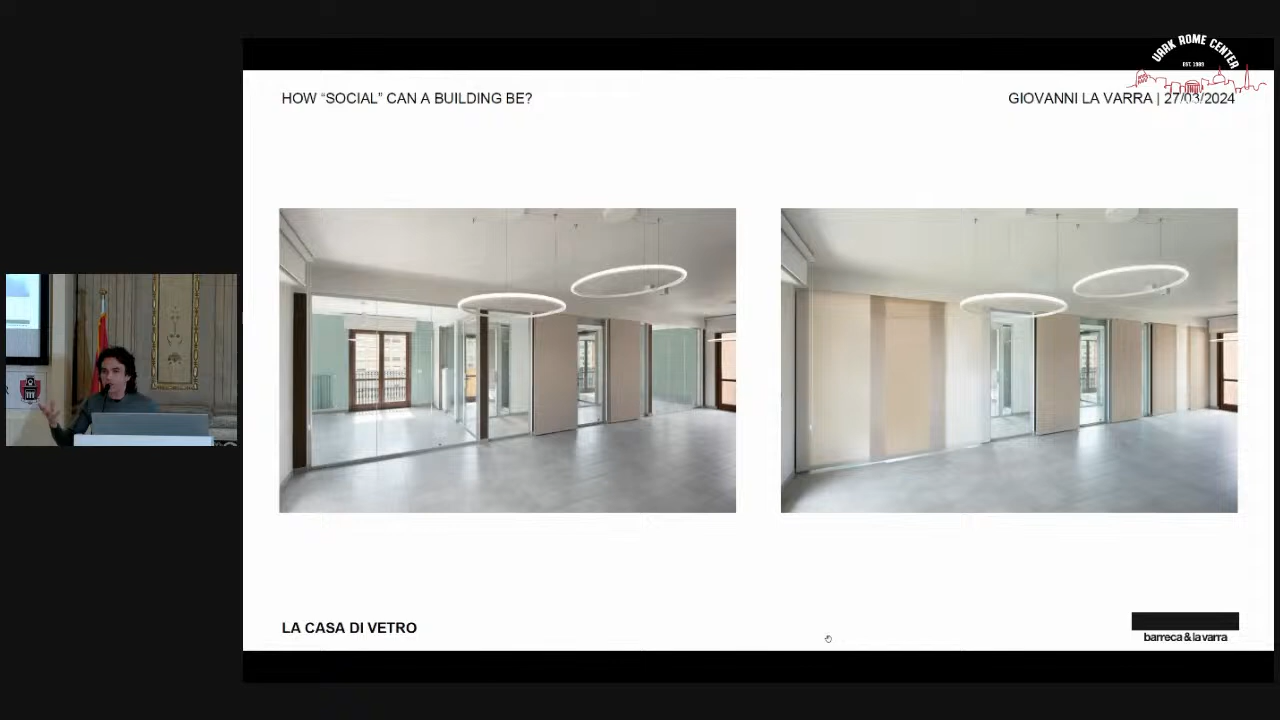 UARK ROME CENTER
EST. 1989
HOW “SOCIAL” CAN A BUILDING BE?
GIOVANNI LA VARRA | 27/03/2024
LA CASA DI VETRO
barreca & la varra